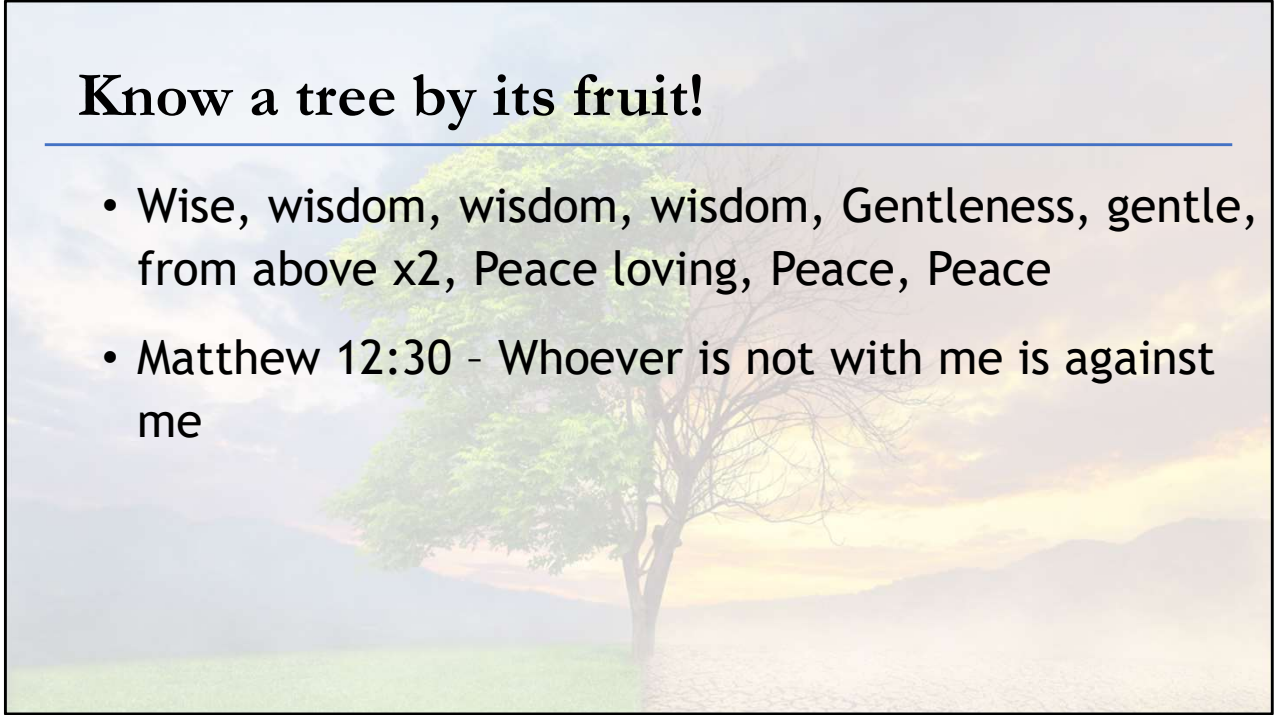 Know a tree by its fruit!
• Wise, wisdom, wisdom, wisdom, Gentleness, gentle,
from above x2, Peace loving, Peace, Peace
• Matthew 12:30 – Whoever is not with me is against
me